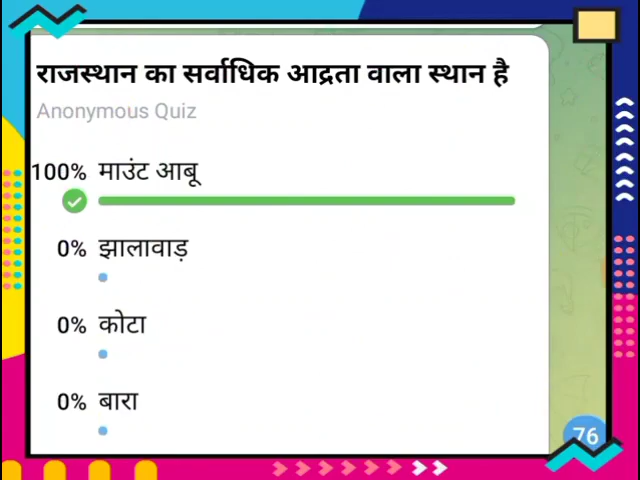 राजस्थान का सर्वाधिक आद्रता वाला स्थान है
Anonymous Quiz
100% माउंट आबू
0% झालावाड़
0% कोटा
0% बारा
76